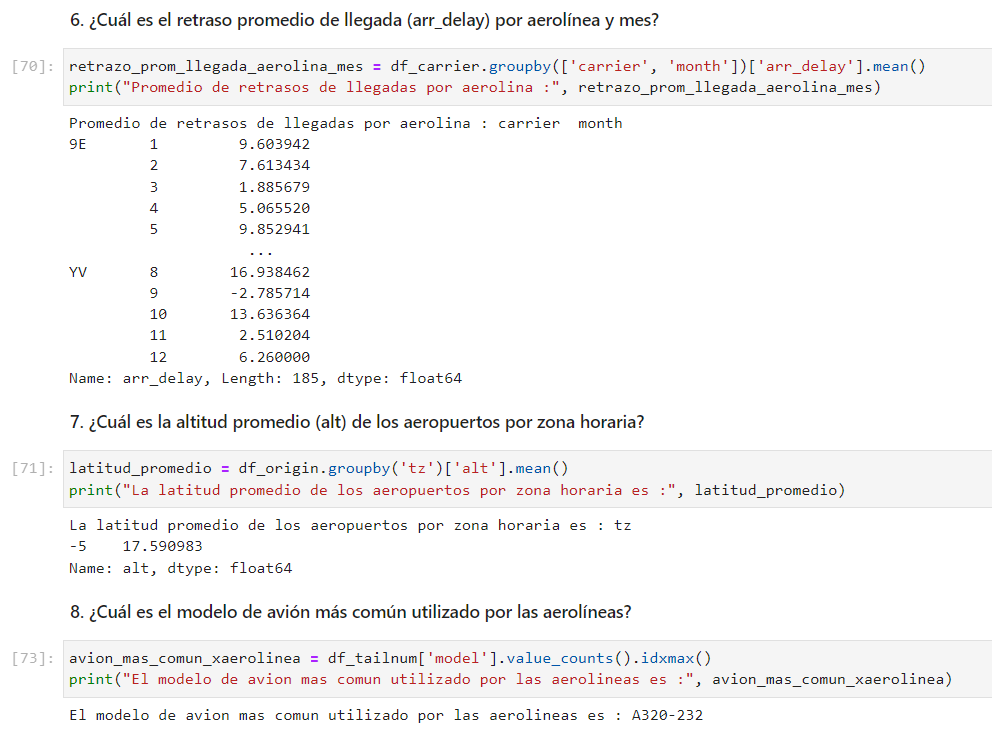 6. ¿Cuál es el retraso promedio de llegada (arr_delay) por aerolínea y mes?
[70]: retrazo_prom_llegada_aerolina_mes = df_carrier.groupby(['carrier', 'month'])['arr_delay'].mean()
print("Promedio de retrasos de llegadas por aerolina :", retrazo_prom_llegada_aerolina_mes)
Promedio de retrasos de llegadas por aerolina : carrier  month
9E       1         9.603942
         2         7.613434
         3         1.885679
         4         5.065520
         5         9.852941
                    ...
YV       8        16.938462
         9        -2.785714
         10       13.636364
         11        2.510204
         12        6.260000
Name: arr_delay, Length: 185, dtype: float64
7. ¿Cuál es la altitud promedio (alt) de los aeropuertos por zona horaria?
[71]: latitud_promedio = df_origin.groupby('tz')['alt'].mean()
print("La latitud promedio de los aeropuertos por zona horaria es :", latitud_promedio)
La latitud promedio de los aeropuertos por zona horaria es : tz
-5    17.590983
Name: alt, dtype: float64
8. ¿Cuál es el modelo de avión más común utilizado por las aerolíneas?
[73]: avion_mas_comun_xaerolinea = df_tailnum['model'].value_counts().idxmax()
print("El modelo de avion mas comun utilizado por las aerolineas es :", avion_mas_comun_xaerolinea)
El modelo de avion mas comun utilizado por las aerolineas es : A320-232